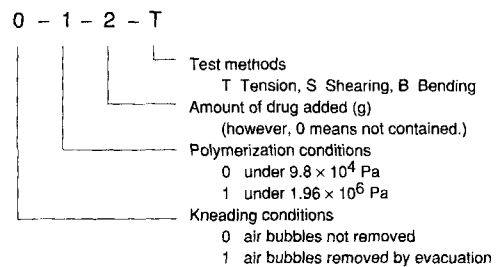 0 - 1 - 2 - T
Test methods
T Tension, S Shearing, B Bending
Amount of drug added (g)
(however, 0 means not contained.)
Polymerization conditions
0 under 9.8 × 10⁴ Pa
1 under 1.96 × 10⁶ Pa
Kneading conditions
0 air bubbles not removed
1 air bubbles removed by evacuation